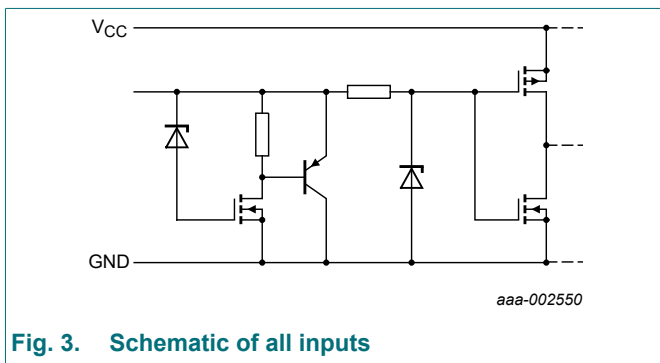 VCC
GND
aaa-002550
Fig. 3. Schematic of all inputs